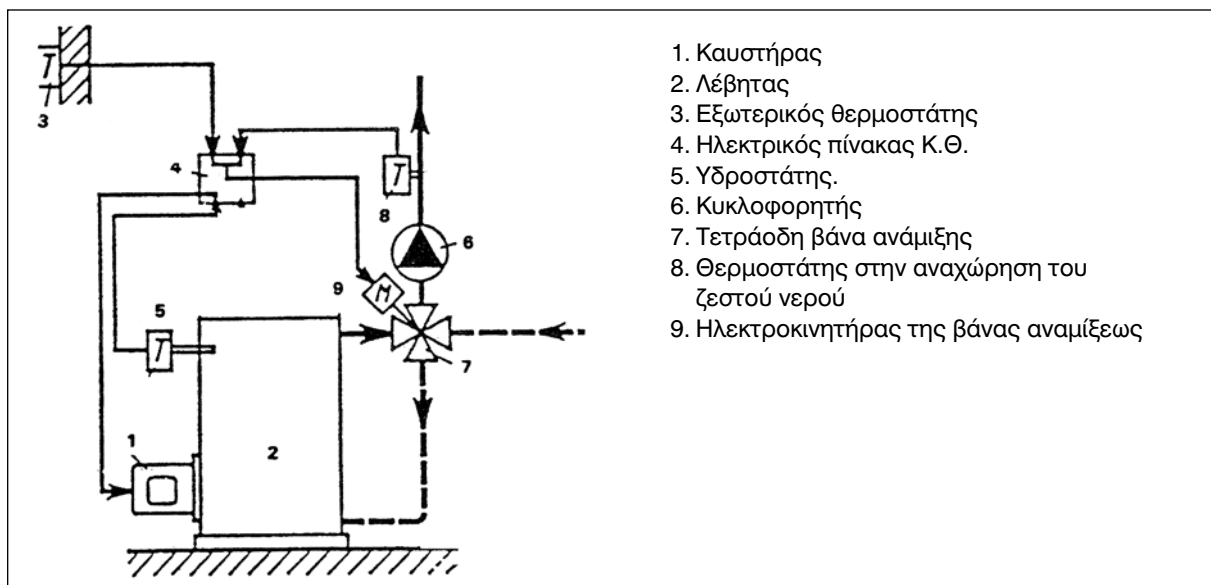 1. Καυστήρας
2. Λέβητας
3. Εξωτερικός θερμοστάτης
4. Ηλεκτρικός πίνακας Κ.Θ.
5. Υδροστάτης.
6. Κυκλοφορητής
7. Τετράοδη βάνα ανάμιξης
8. Θερμοστάτης στην αναχώρηση του
ζεστού νερού
9. Ηλεκτροκινητήρας της βάνας αναμίξεως
T
3
4
T
8
6
9
M
5
T
7
1
2